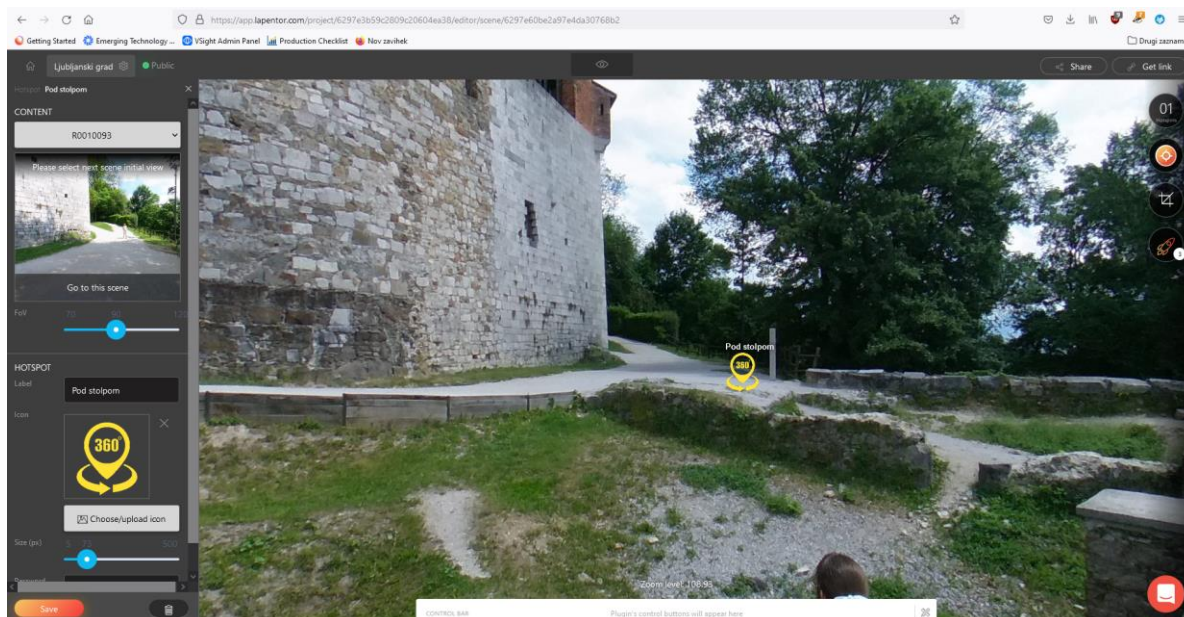 https://app.lapentor.com/project/6297e3b59c2809c20604ea38/editor/scene/6297e60be2a97e4da30768b2
Getting Started Emerging Technology ... VSight Admin Panel Production Checklist Nov zavihek Drugi zaznam
Ljubljanski grad Public Share Get link
Hotspot Pod stolpom
CONTENT
R0010093
01
Please select next scene initial view
Go to this scene
FoV 70 90 120
HOTSPOT
Label Pod stolpom
Pod stolpom
360
Icon
360°
Choose/upload icon
Size (px) 5 73 500
Zoom level: 108.95
Save
CONTROL BAR Plugin's control buttons will appear here